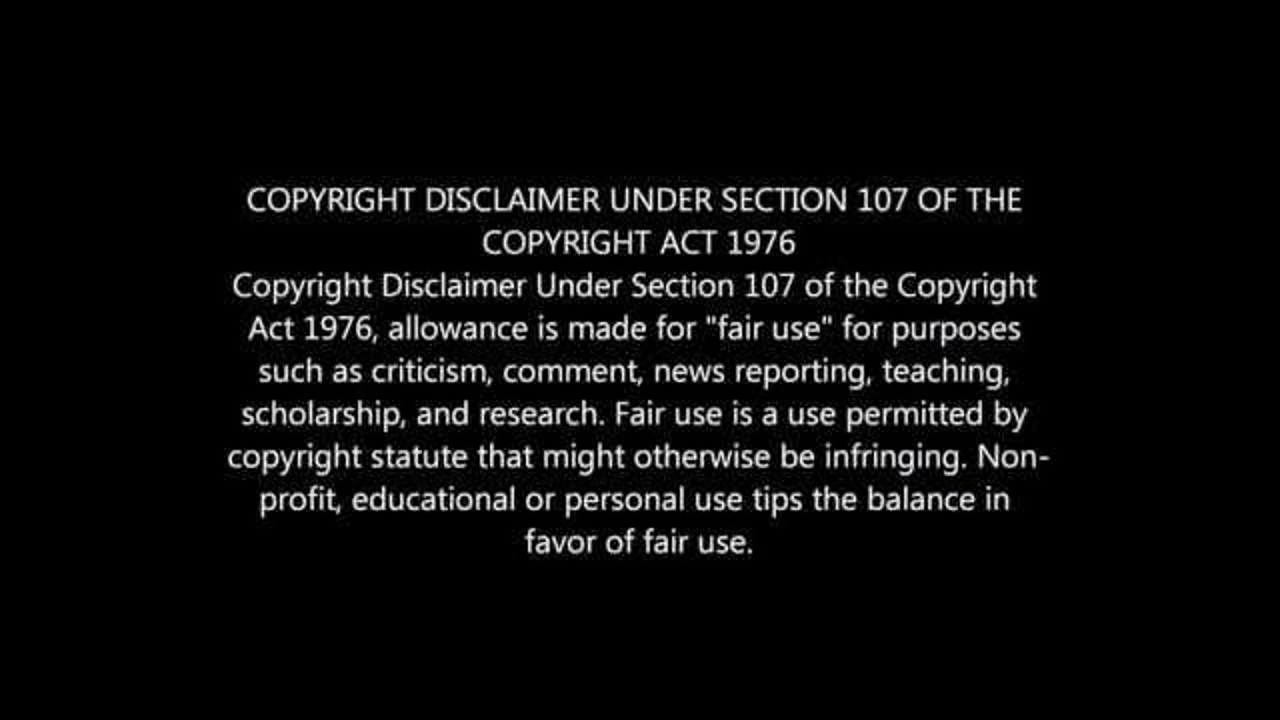 COPYRIGHT DISCLAIMER UNDER SECTION 107 OF THE
COPYRIGHT ACT 1976
Copyright Disclaimer Under Section 107 of the Copyright
Act 1976, allowance is made for "fair use" for purposes
such as criticism, comment, news reporting, teaching,
scholarship, and research. Fair use is a use permitted by
copyright statute that might otherwise be infringing. Non-
profit, educational or personal use tips the balance in
favor of fair use.